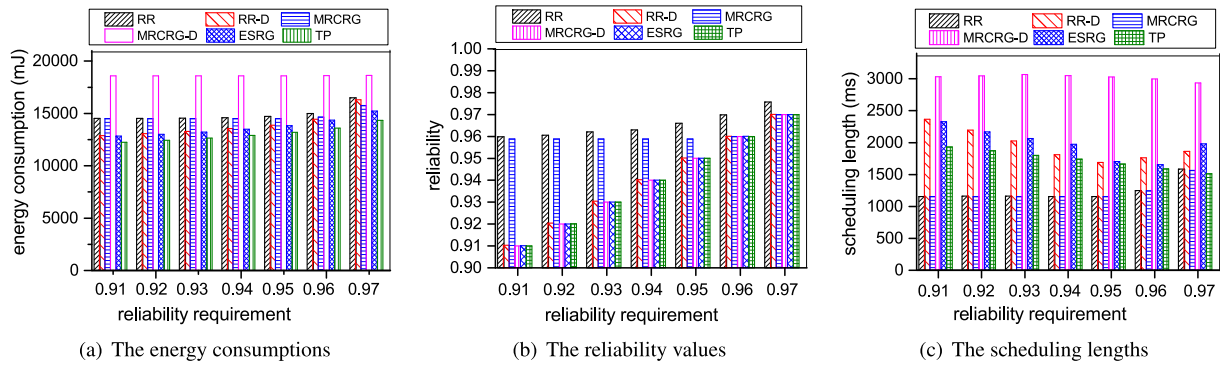 RR RR-D MRCRG
MRCRG-D ESRG TP
20000
15000
10000
5000
0
energy consumption (mJ)
0.91 0.92 0.93 0.94 0.95 0.96 0.97
reliability requirement
(a) The energy consumptions
RR RR-D MRCRG
MRCRG-D ESRG TP
1.00
0.99
0.98
0.97
0.96
0.95
0.94
0.93
0.92
0.91
0.90
reliability
0.91 0.92 0.93 0.94 0.95 0.96 0.97
reliability requirement
(b) The reliability values
RR RR-D MRCRG
MRCRG-D ESRG TP
3000
2500
2000
1500
1000
500
0
scheduling length (ms)
0.91 0.92 0.93 0.94 0.95 0.96 0.97
reliability requirement
(c) The scheduling lengths